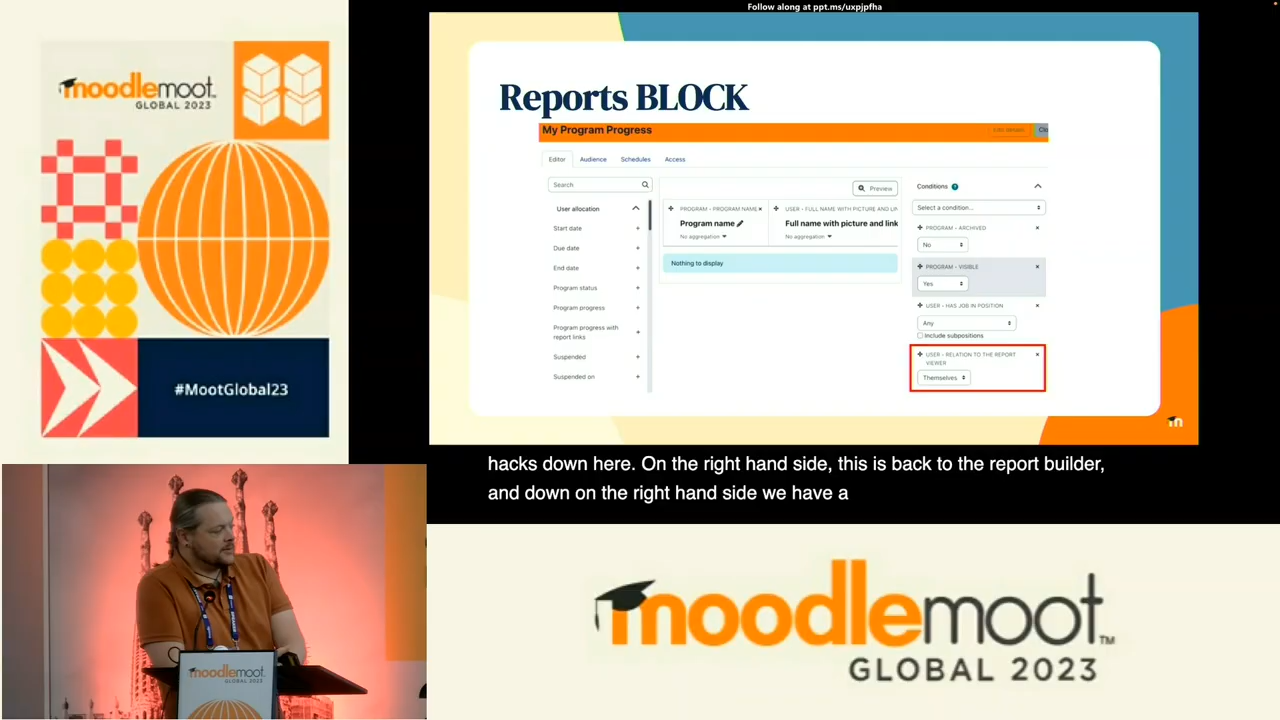 Follow along at ppt.ms/uxpjpfha
moodlemoot
GLOBAL 2023
#MootGlobal23
Reports BLOCK
My Program Progress
Edit details
Clo
Editor Audience Schedules Access
Search
User allocation
Start date
Due date
End date
Program status
Program progress
Program progress with
report links
Suspended
Suspended on
Preview
PROGRAM - PROGRAM NAME
Program name
No aggregation
USER - FULL NAME WITH PICTURE AND LIN
Full name with picture and link
No aggregation
Nothing to display
Conditions
Select a condition...
PROGRAM - ARCHIVED
No
PROGRAM - VISIBLE
Yes
USER - HAS JOB IN POSITION
Any
Include subpositions
USER - RELATION TO THE REPORT
VIEWER
Themselves
m
hacks down here. On the right hand side, this is back to the report builder,
and down on the right hand side we have a
moodlemoot
GLOBAL 2023
moodlemoot™
GLOBAL 2023